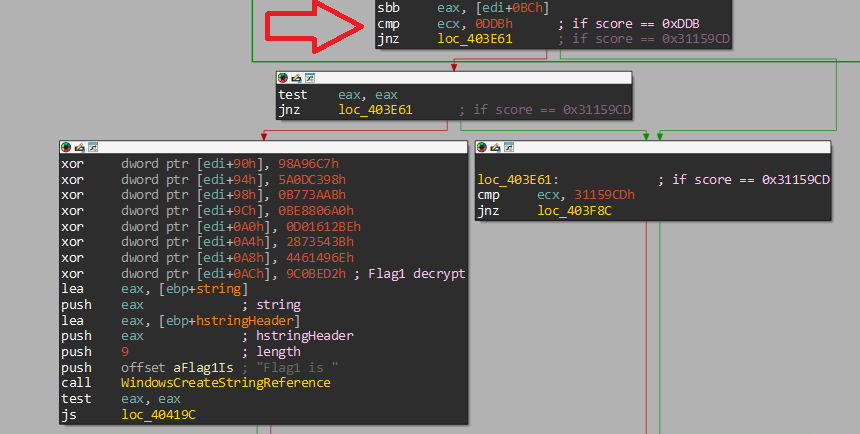 sbb eax, [edi+0BCh]
cmp ecx, 0DDBh ; if score == 0xDDB
jnz loc_403E61 ; if score == 0x31159CD
test eax, eax
jnz loc_403E61 ; if score == 0x31159CD
xor dword ptr [edi+90h], 98A96C7h
xor dword ptr [edi+94h], 5A0DC398h
xor dword ptr [edi+98h], 0B773AABh
xor dword ptr [edi+9Ch], 0BE8806A0h
xor dword ptr [edi+0A0h], 0D01612BEh
xor dword ptr [edi+0A4h], 2873543Bh
xor dword ptr [edi+0A8h], 4461496Eh
xor dword ptr [edi+0ACh], 9C0BED2h ; Flag1 decrypt
lea eax, [ebp+string]
push eax ; string
lea eax, [ebp+hstringHeader]
push eax ; hstringHeader
push 9 ; length
push offset aFlag1Is ; "Flag1 is "
call WindowsCreateStringReference
test eax, eax
js loc_40419C
loc_403E61: ; if score == 0x31159CD
cmp ecx, 31159CDh
jnz loc_403F8C